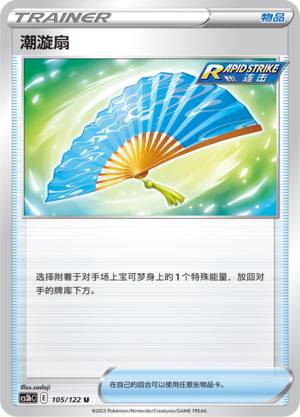 TRAINER 物品
潮漩扇
RAPID STRIKE
连击
选择附着于对手场上宝可梦身上的1个特殊能量，放回对
手的牌库下方。
Illus.sadaji
cs3b C E 105/122 U
在自己的回合可以使用任意张物品卡。
©2023 Pokémon/Nintendo/Creatures/GAME FREAK.